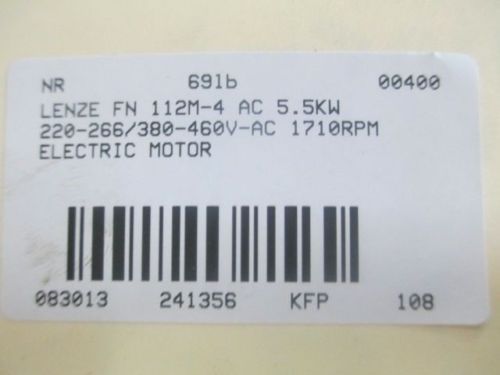 NR 691b 00400
LENZE FN 112M-4 AC 5.5KW
220-266/380-460V-AC 1710RPM
ELECTRIC MOTOR
083013 241356 KFP 108